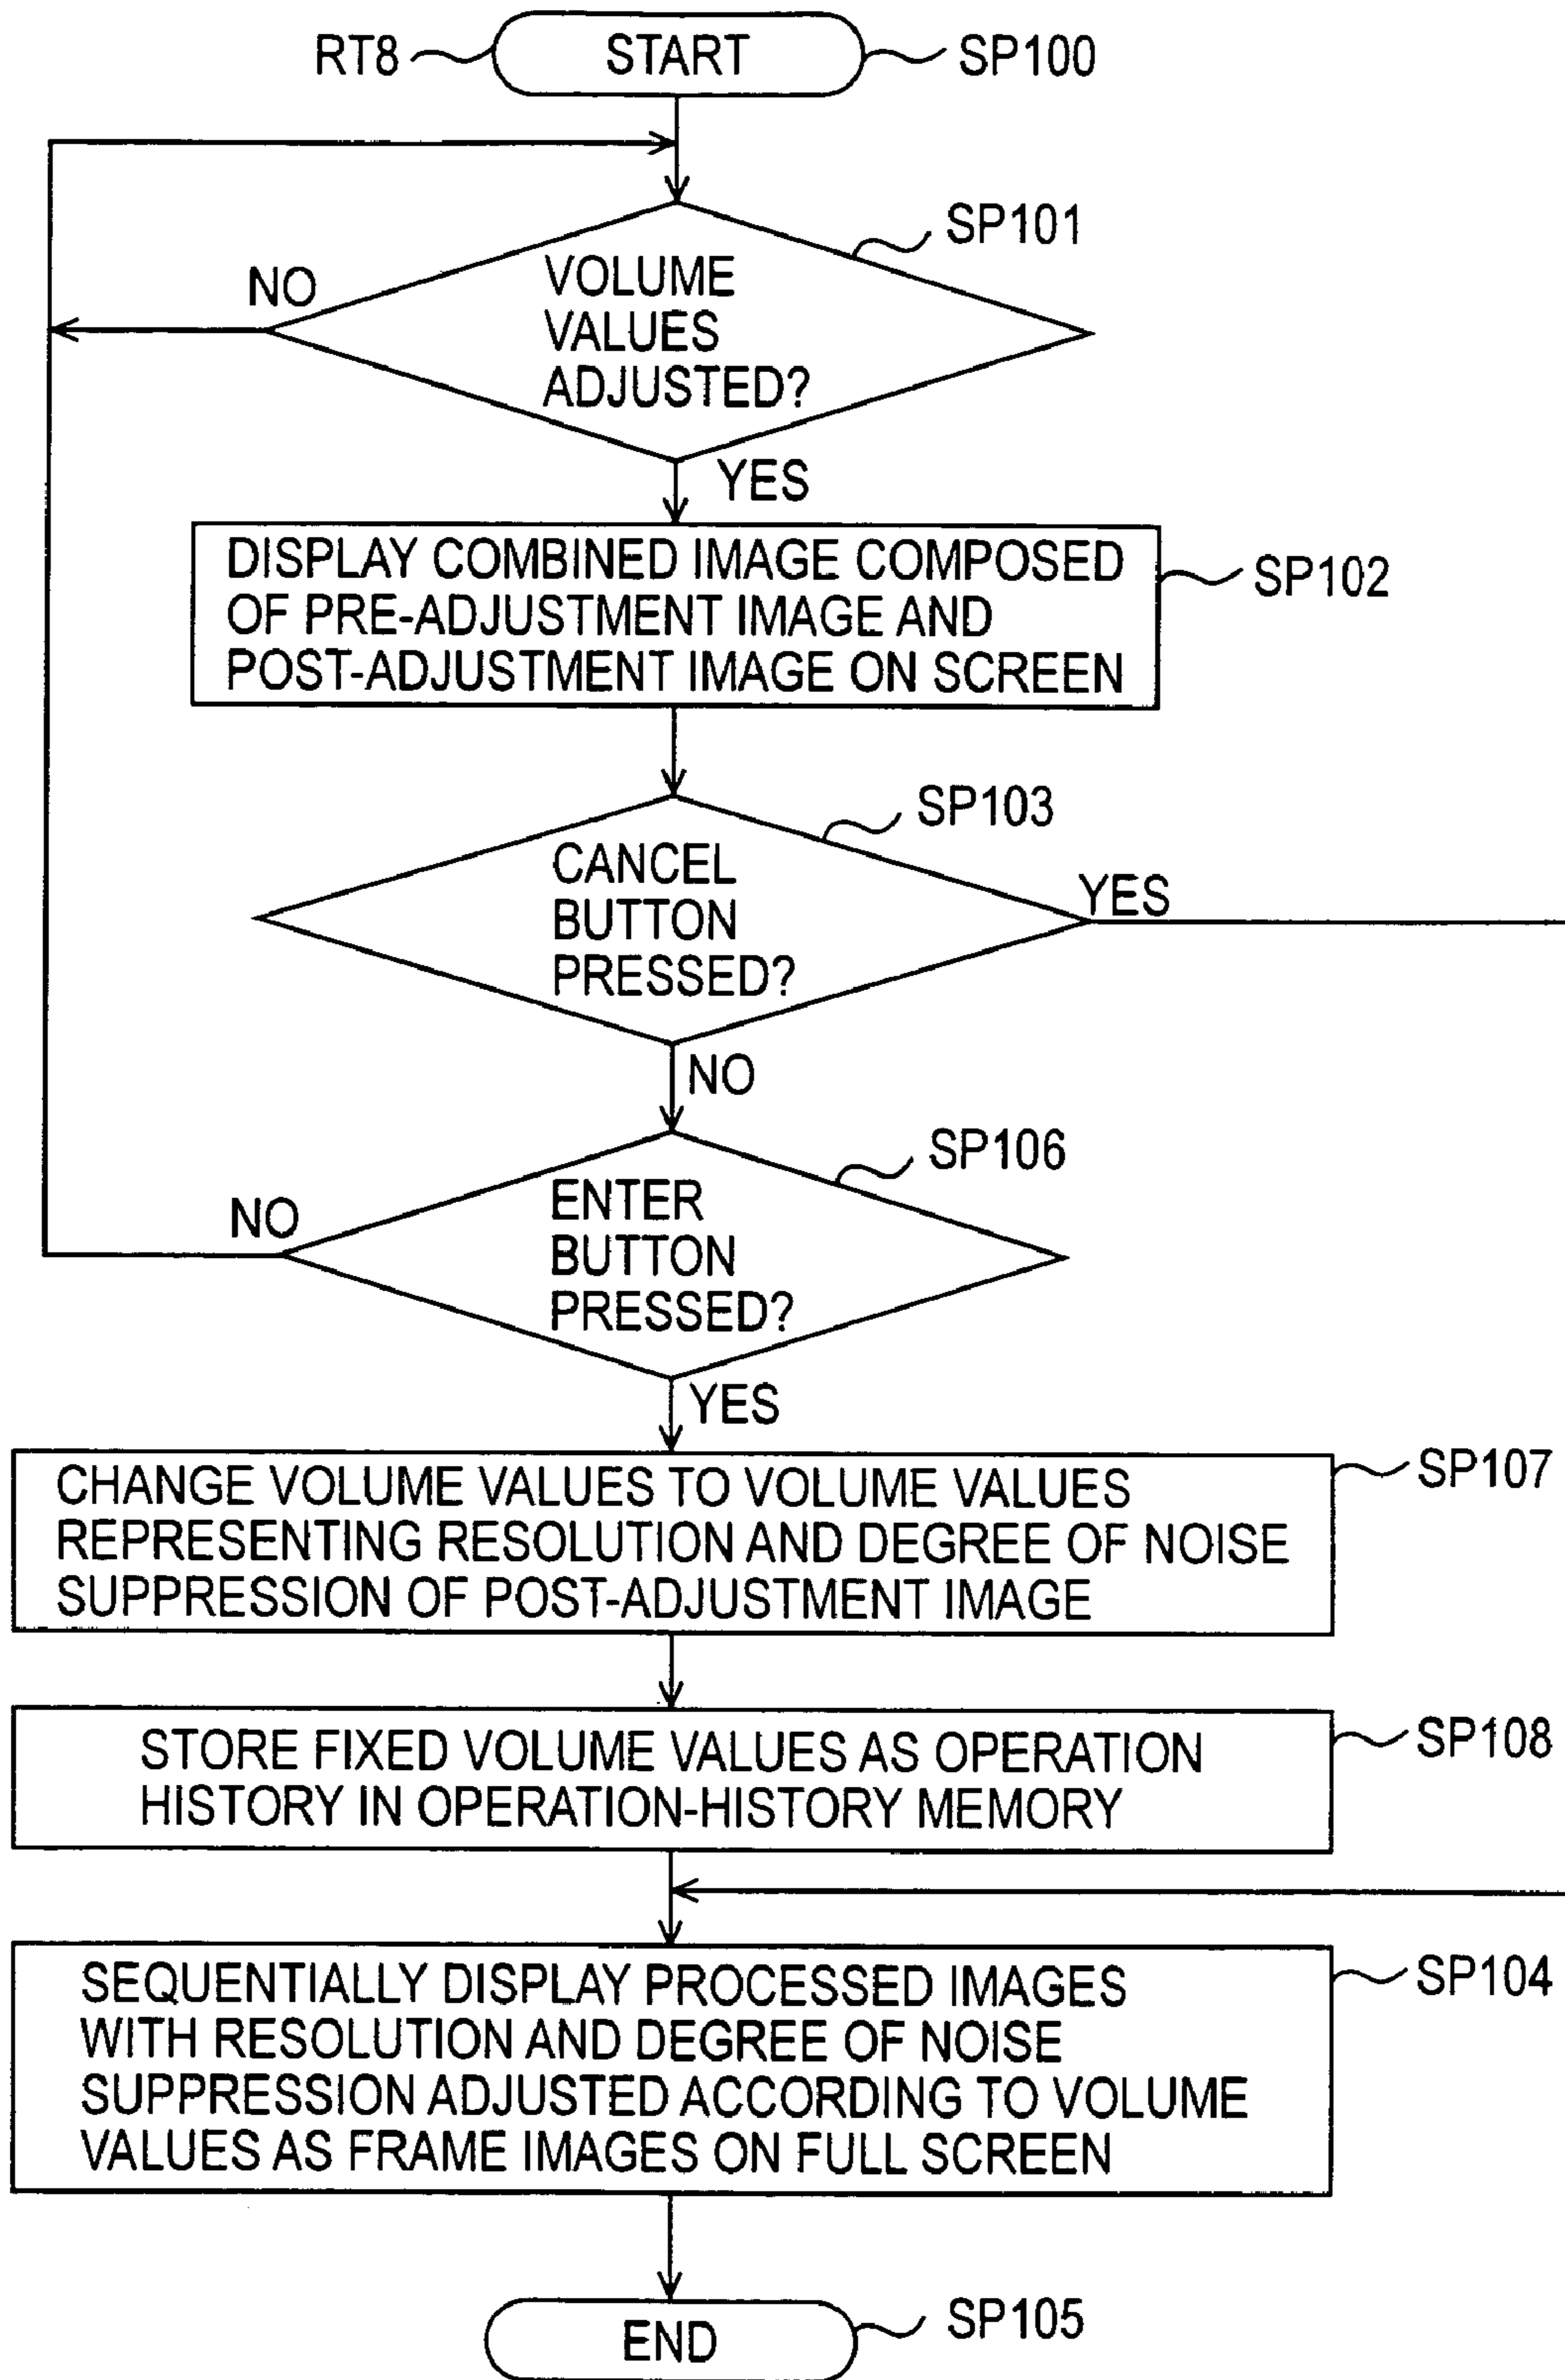 RT8
START
SP100
SP101
NO
VOLUME
VALUES
ADJUSTED?
YES
DISPLAY COMBINED IMAGE COMPOSED
OF PRE-ADJUSTMENT IMAGE AND
POST-ADJUSTMENT IMAGE ON SCREEN
SP102
SP103
CANCEL
BUTTON
PRESSED?
YES
NO
SP106
NO
ENTER
BUTTON
PRESSED?
YES
CHANGE VOLUME VALUES TO VOLUME VALUES
REPRESENTING RESOLUTION AND DEGREE OF NOISE
SUPPRESSION OF POST-ADJUSTMENT IMAGE
SP107
STORE FIXED VOLUME VALUES AS OPERATION
HISTORY IN OPERATION-HISTORY MEMORY
SP108
SEQUENTIALLY DISPLAY PROCESSED IMAGES
WITH RESOLUTION AND DEGREE OF NOISE
SUPPRESSION ADJUSTED ACCORDING TO VOLUME
VALUES AS FRAME IMAGES ON FULL SCREEN
SP104
END
SP105